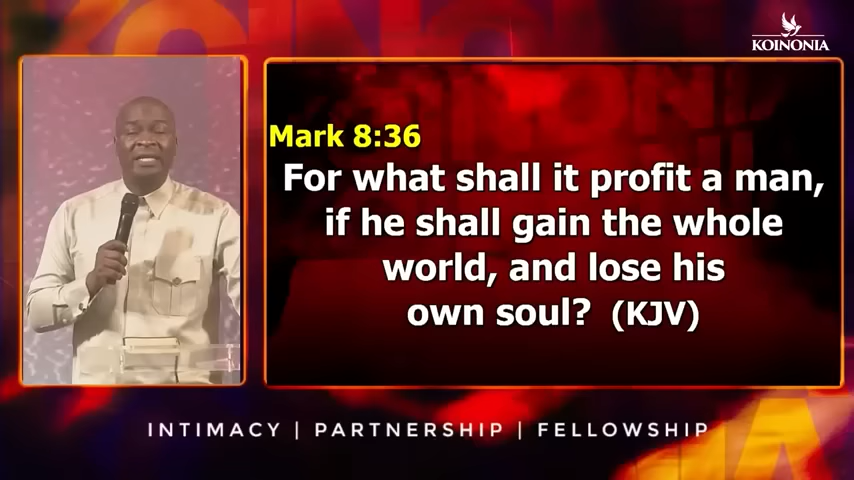 KOINONIA
Mark 8:36
For what shall it profit a man,
if he shall gain the whole
world, and lose his
own soul? (KJV)
INTIMACY | PARTNERSHIP | FELLOWSHIP